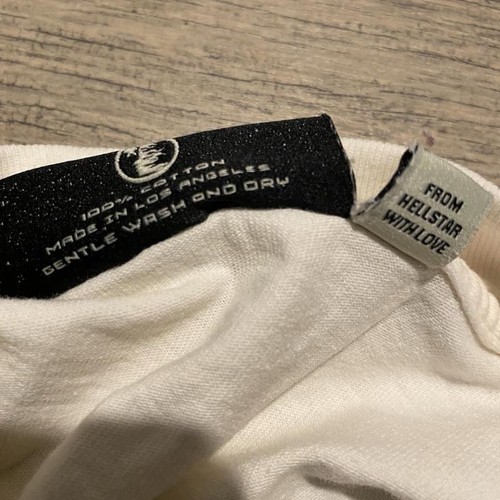 100% COTTON
MADE IN LOS ANGELES
GENTLE WASH AND DRY
FROM
HELLSTAR
WITH LOVE